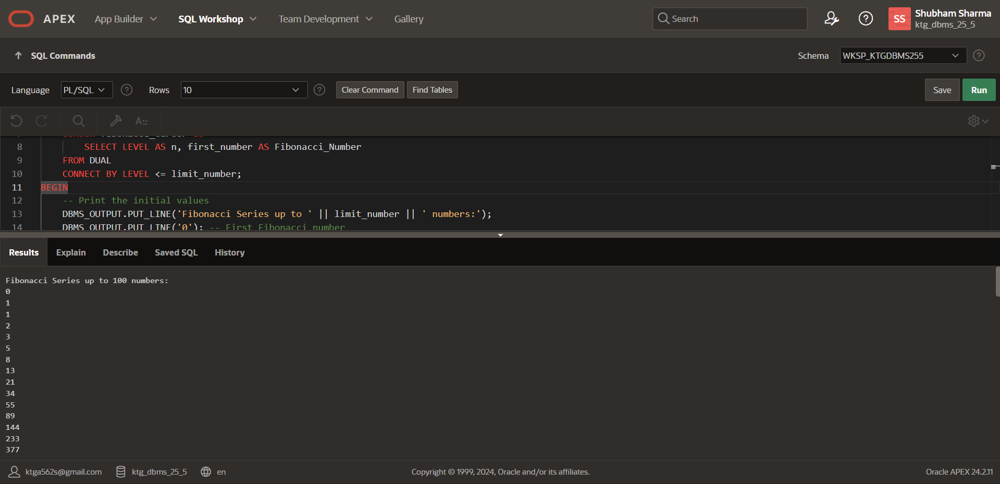 APEX App Builder SQL Workshop Team Development Gallery Search SS Shubham Sharma
ktg_dbms_25_5
SQL Commands Schema WKSP_KTGDBMS255
Language PL/SQL Rows 10 Clear Command Find Tables Save Run
8 SELECT LEVEL AS n, first_number AS Fibonacci_Number
9 FROM DUAL
10 CONNECT BY LEVEL <= limit_number;
11 BEGIN
12 -- Print the initial values
13 DBMS_OUTPUT.PUT_LINE('Fibonacci Series up to ' || limit_number || ' numbers:');
14 DBMS_OUTPUT.PUT_LINE('0'); -- First Fibonacci number
Results Explain Describe Saved SQL History
Fibonacci Series up to 100 numbers:
0
1
1
2
3
5
8
13
21
34
55
89
144
233
377
ktga562s@gmail.com ktg_dbms_25_5 en Copyright © 1999, 2024, Oracle and/or its affiliates. Oracle APEX 24.2.11